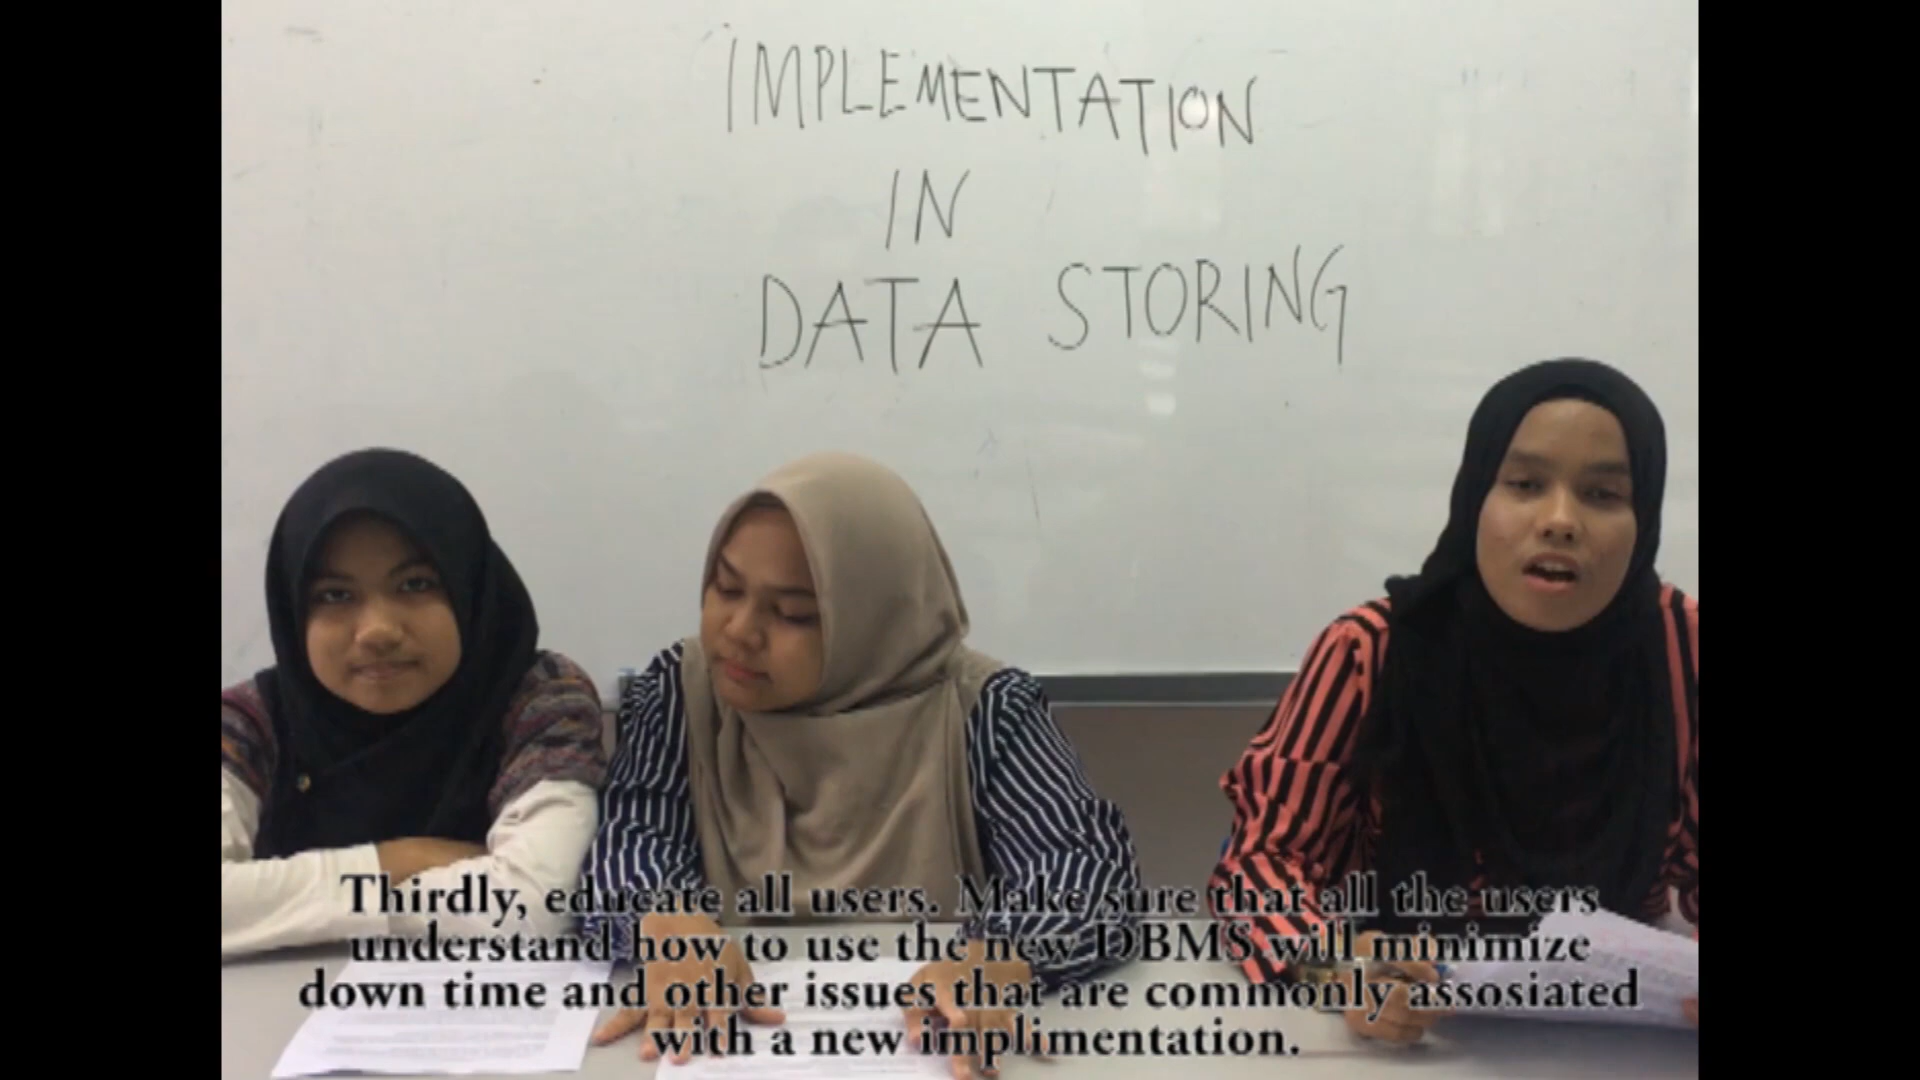 IMPLEMENTATION
IN
DATA STORING
Thirdly, educate all users. Make sure that all the users
understand how to use the new DBMS will minimize
down time and other issues that are commonly assosiated
with a new implimentation.